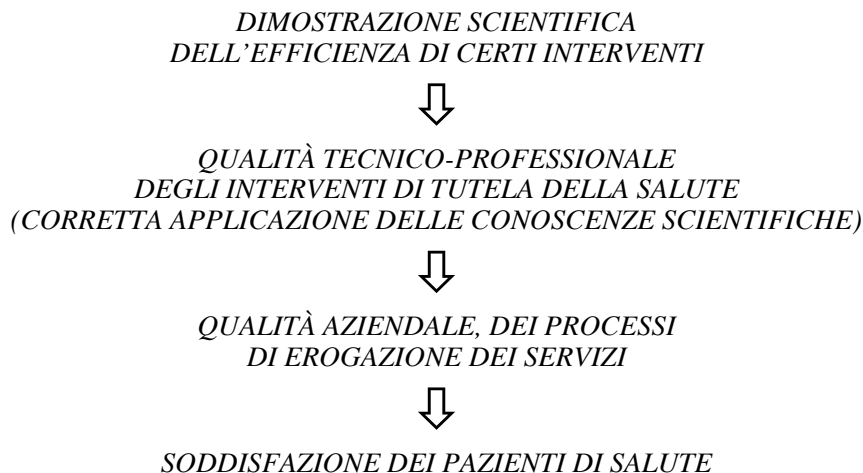 DIMOSTRAZIONE SCIENTIFICA
DELL’EFFICIENZA DI CERTI INTERVENTI
QUALITÀ TECNICO-PROFESSIONALE
DEGLI INTERVENTI DI TUTELA DELLA SALUTE
(CORRETTA APPLICAZIONE DELLE CONOSCENZE SCIENTIFICHE)
QUALITÀ AZIENDALE, DEI PROCESSI
DI EROGAZIONE DEI SERVIZI
SODDISFAZIONE DEI PAZIENTI DI SALUTE